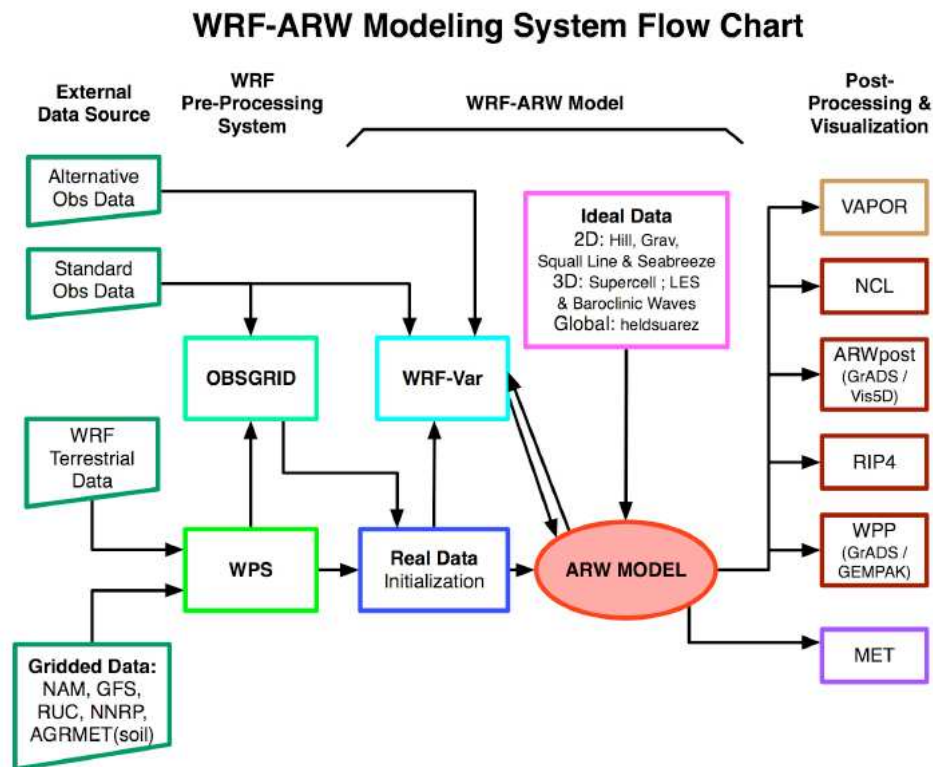 WRF-ARW Modeling System Flow Chart
External
Data Source
WRF
Pre-Processing
System
WRF-ARW Model
Post-
Processing &
Visualization
Alternative
Obs Data
Standard
Obs Data
WRF
Terrestrial
Data
Gridded Data:
NAM, GFS,
RUC, NNRP,
AGRMET(soil)
OBSGRID
WPS
WRF-Var
Real Data
Initialization
Ideal Data
2D: Hill, Grav,
Squall Line & Seabreeze
3D: Supercell ; LES
& Baroclinic Waves
Global: heldsuarez
ARW MODEL
VAPOR
NCL
ARWpost
(GrADS /
Vis5D)
RIP4
WPP
(GrADS /
GEMPAK)
MET